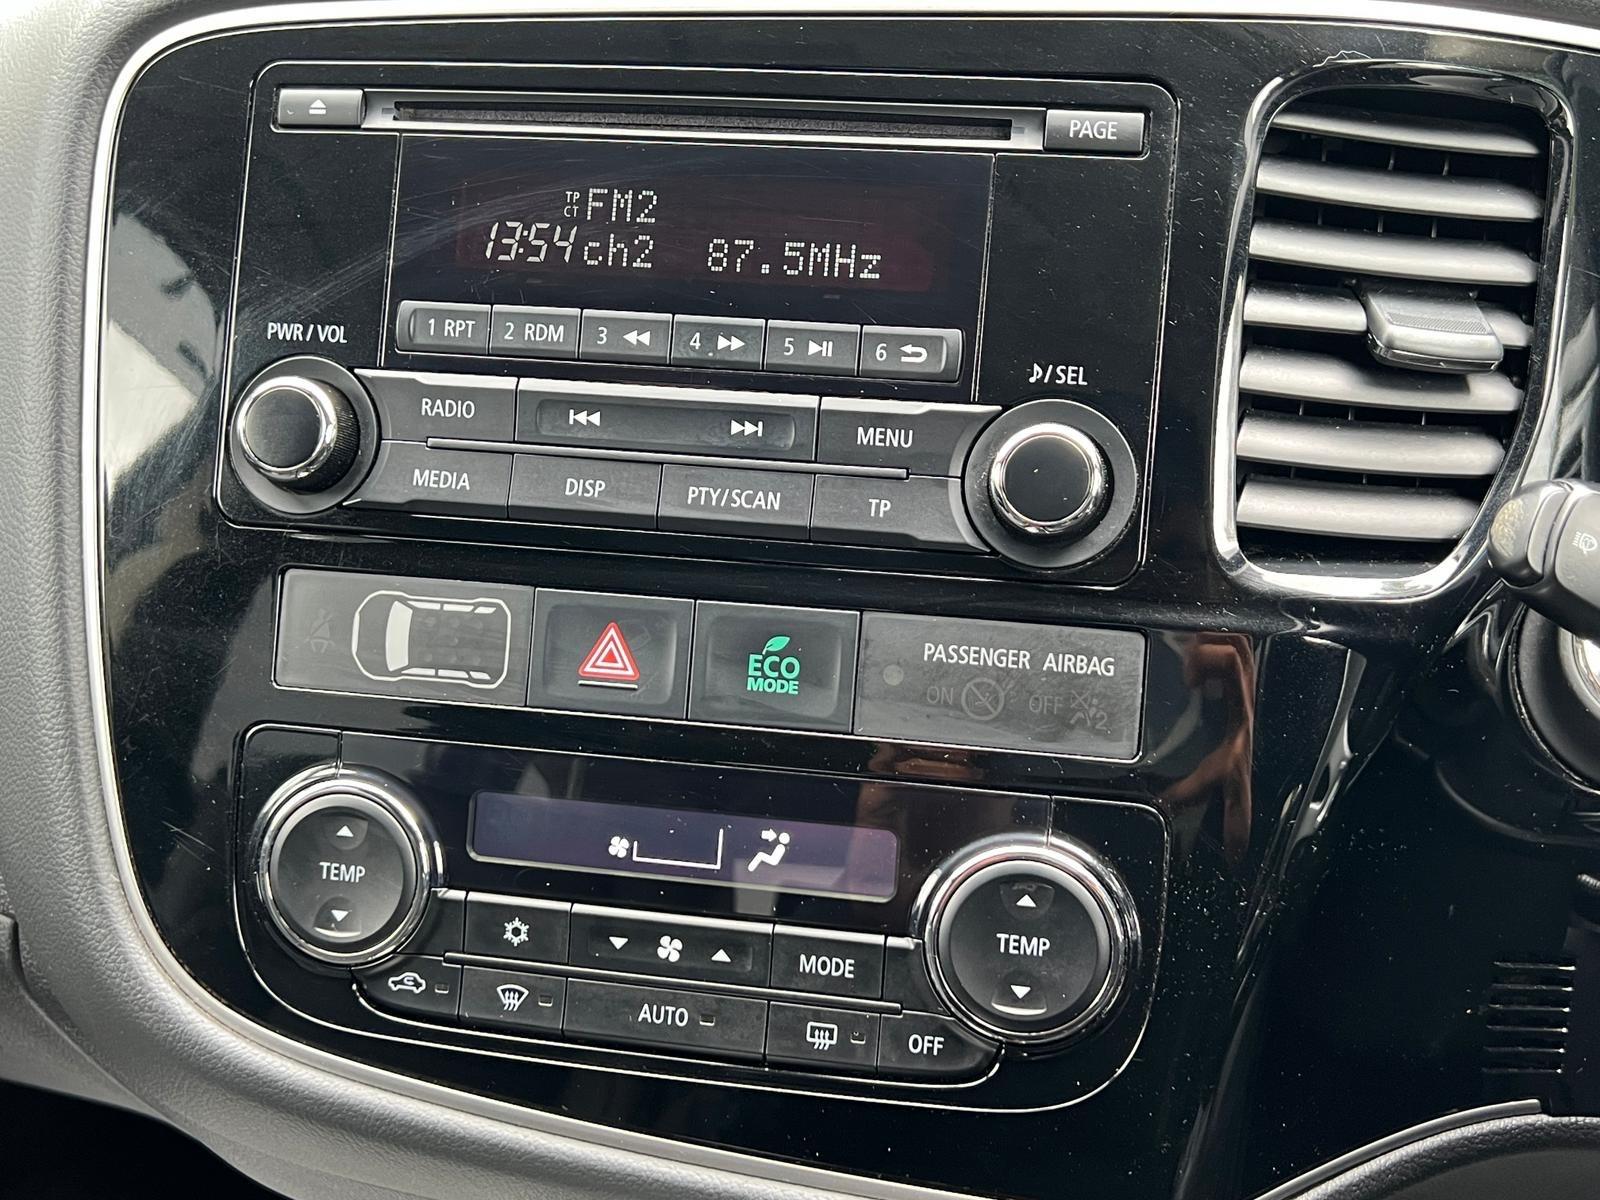 PAGE
TP
CT
FM2
13:54 ch2 87.5MHz
PWR/VOL
1 RPT 2 RDM 3 4 5 6
♪/SEL
RADIO
MENU
MEDIA DISP PTY/SCAN TP
ECO
MODE
PASSENGER AIRBAG
ON OFF 2
TEMP
MODE
TEMP
AUTO
OFF